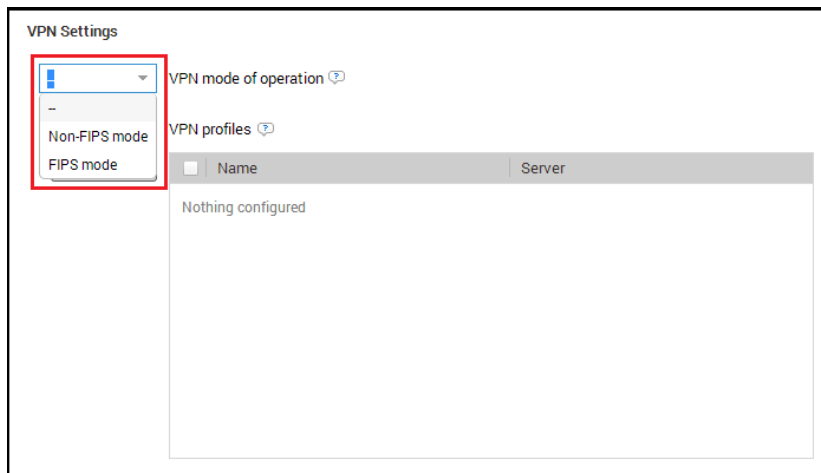 VPN Settings
VPN mode of operation
--
Non-FIPS mode
FIPS mode
VPN profiles
Name Server
Nothing configured